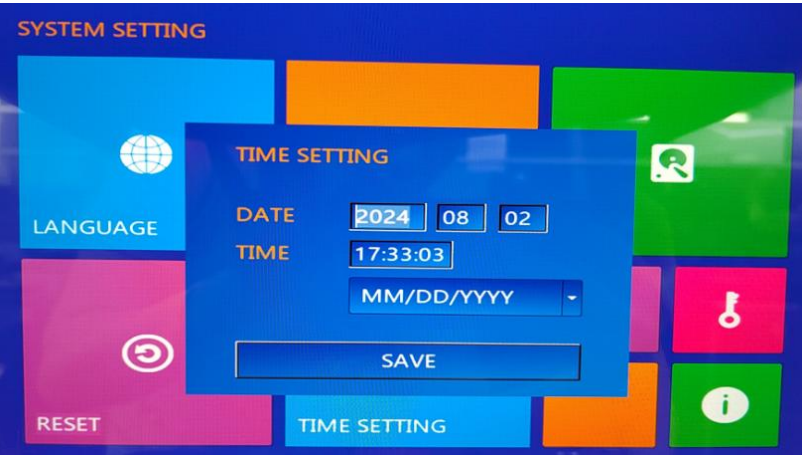 SYSTEM SETTING
LANGUAGE
TIME SETTING
DATE 2024 08 02
TIME 17:33:03
MM/DD/YYYY
SAVE
RESET
TIME SETTING